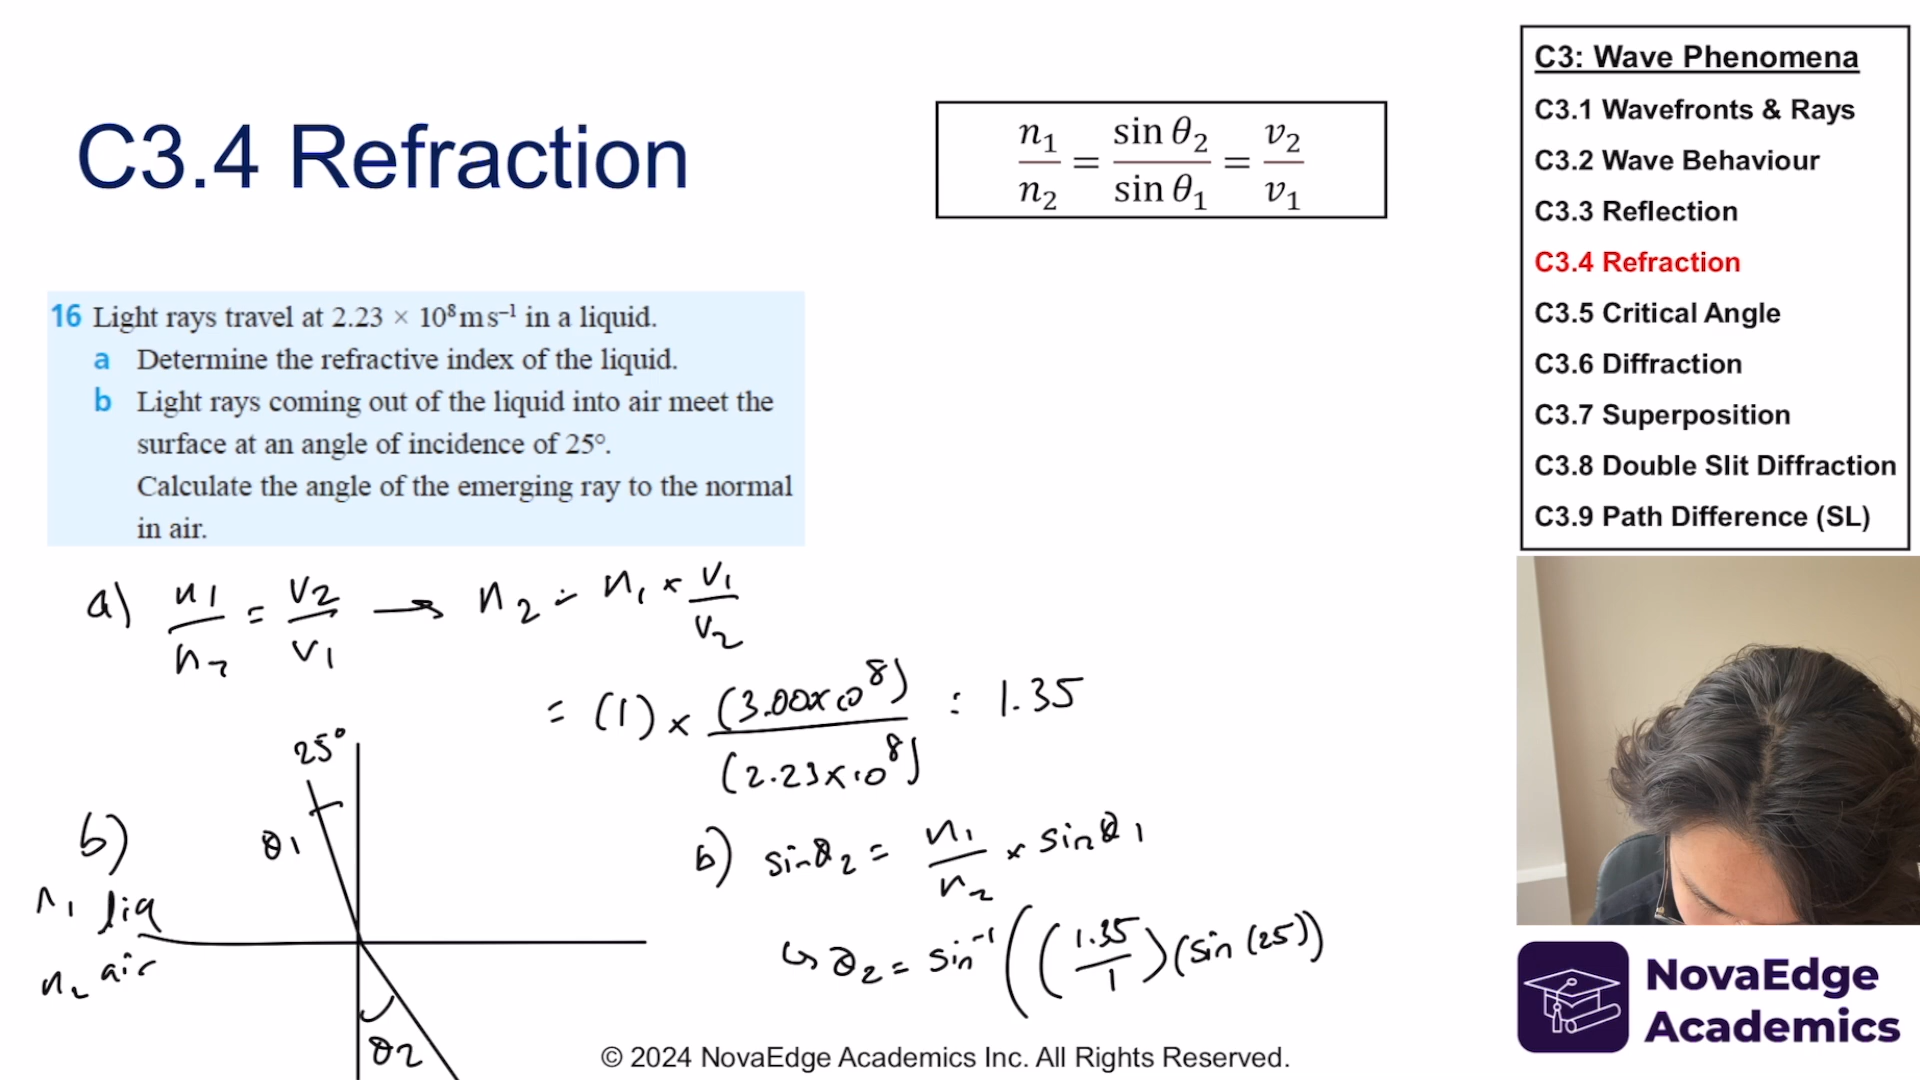 C3.4 Refraction
n₁/n₂ = sin θ₂/sin θ₁ = v₂/v₁
C3: Wave Phenomena
C3.1 Wavefronts & Rays
C3.2 Wave Behaviour
C3.3 Reflection
C3.4 Refraction
C3.5 Critical Angle
C3.6 Diffraction
C3.7 Superposition
C3.8 Double Slit Diffraction
C3.9 Path Difference (SL)
16 Light rays travel at 2.23 × 10⁸ m s⁻¹ in a liquid.
a Determine the refractive index of the liquid.
b Light rays coming out of the liquid into air meet the
surface at an angle of incidence of 25°.
Calculate the angle of the emerging ray to the normal
in air.
a) n1/n2 = v2/v1 → n2 = n1 × v1/v2
= (1) × (3.00×10⁸)/(2.23×10⁸) = 1.35
b)
25°
θ1
n1 liq
n2 air
θ2
b) sinθ2 = n1/n2 × sinθ1
↳ θ2 = sin⁻¹((1.35/1)(sin(25))
© 2024 NovaEdge Academics Inc. All Rights Reserved.
NovaEdge
Academics